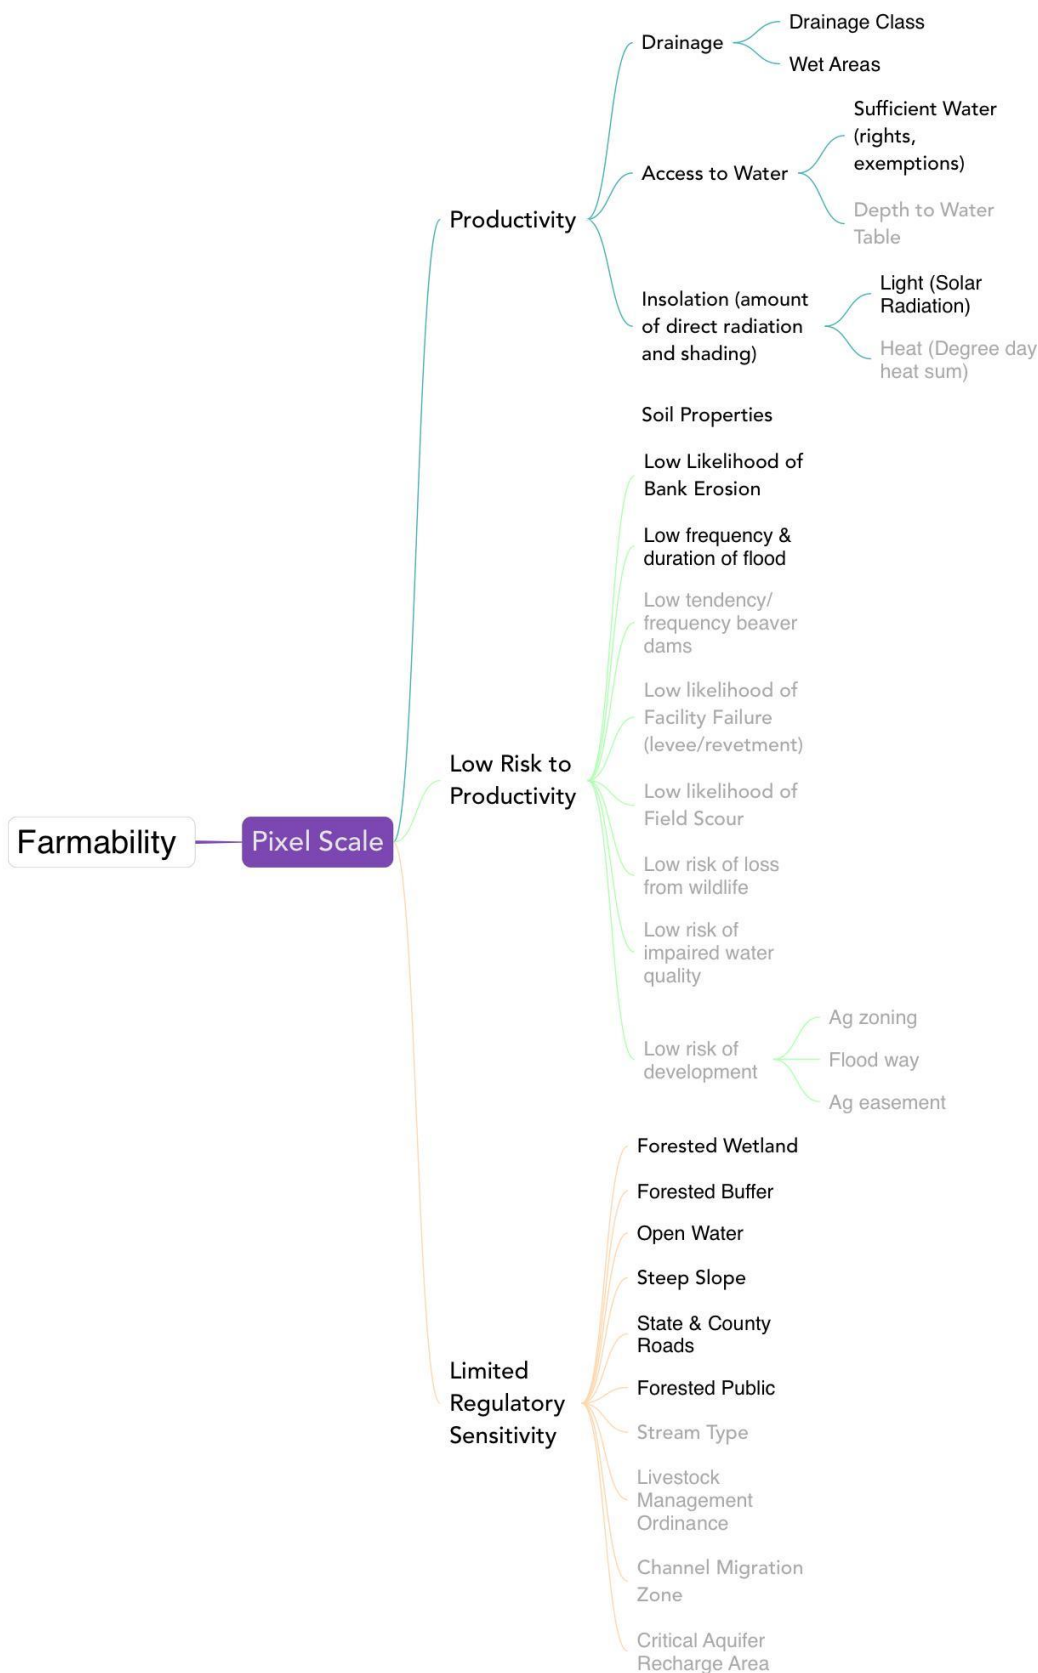 Farmability
Pixel Scale
Productivity
Drainage
Drainage Class
Wet Areas
Access to Water
Sufficient Water
(rights,
exemptions)
Depth to Water
Table
Insolation (amount
of direct radiation
and shading)
Light (Solar
Radiation)
Heat (Degree day
heat sum)
Soil Properties
Low Risk to
Productivity
Low Likelihood of
Bank Erosion
Low frequency &
duration of flood
Low tendency/
frequency beaver
dams
Low likelihood of
Facility Failure
(levee/revetment)
Low likelihood of
Field Scour
Low risk of loss
from wildlife
Low risk of
impaired water
quality
Low risk of
development
Ag zoning
Flood way
Ag easement
Limited
Regulatory
Sensitivity
Forested Wetland
Forested Buffer
Open Water
Steep Slope
State & County
Roads
Forested Public
Stream Type
Livestock
Management
Ordinance
Channel Migration
Zone
Critical Aquifer
Recharge Area